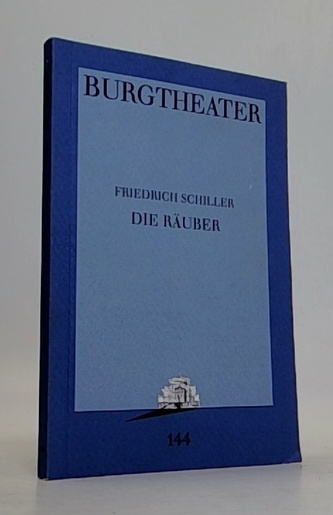 BURGTHEATER
FRIEDRICH SCHILLER
DIE RÄUBER
144